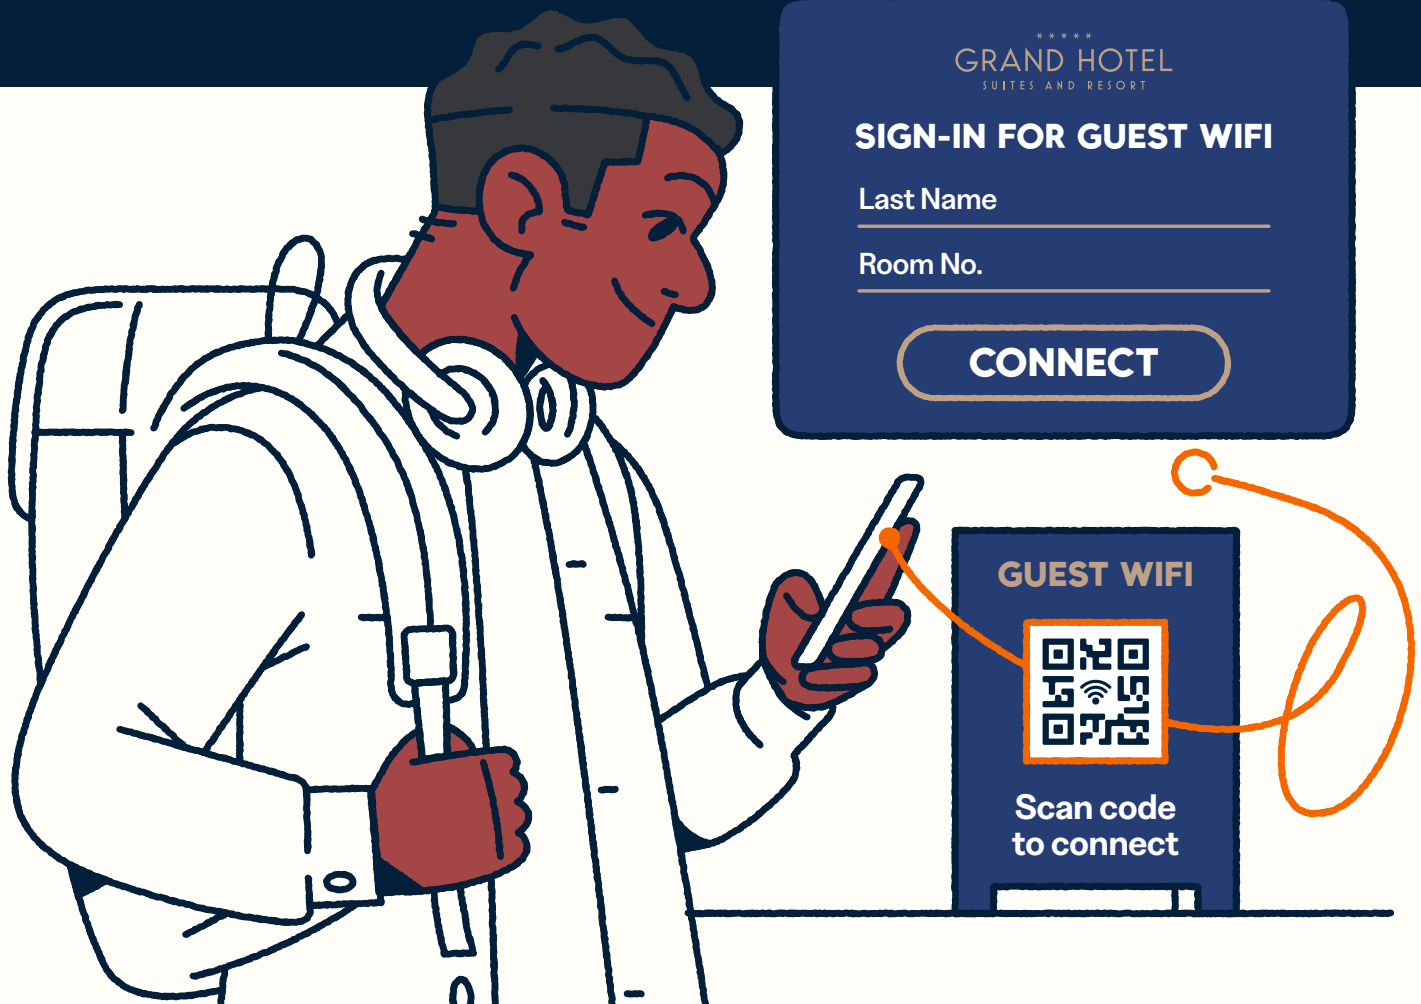 *****
GRAND HOTEL
SUITES AND RESORT
SIGN-IN FOR GUEST WIFI
Last Name
Room No.
CONNECT
GUEST WIFI
Scan code
to connect